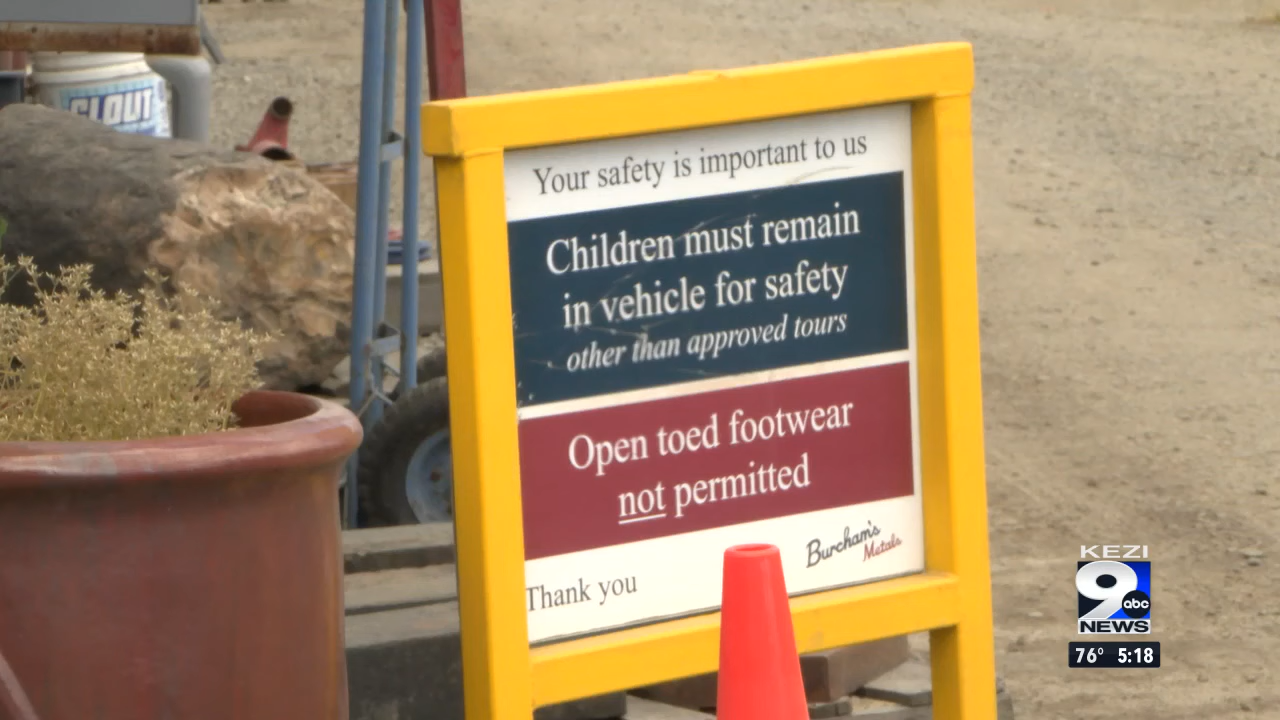 CLOUT
Your safety is important to us
Children must remain
in vehicle for safety
other than approved tours
Open toed footwear
not permitted
Burcham's
Metals
Thank you
KEZI
9
abc
NEWS
76° 5:18